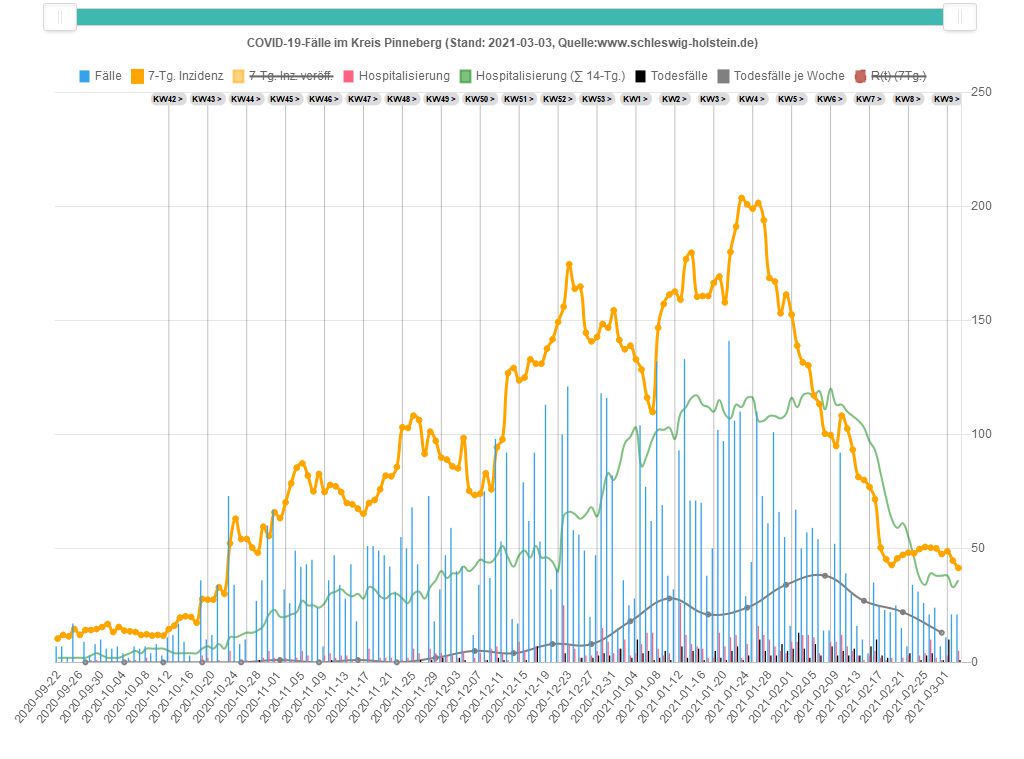 COVID-19-Fälle im Kreis Pinneberg (Stand: 2021-03-03, Quelle:www.schleswig-holstein.de)
Fälle 7-Tg. Inzidenz 7-Tg. Inz. veröff. Hospitalisierung Hospitalisierung (∑ 14-Tg.) Todesfälle Todesfälle je Woche R(t) (7Tg.)
KW42 > KW43 > KW44 > KW45 > KW46 > KW47 > KW48 > KW49 > KW50 > KW51 > KW52 > KW53 > KW1 > KW2 > KW3 > KW4 > KW5 > KW6 > KW7 > KW8 > KW9 >
250
200
150
100
50
0
2020-09-22 2020-09-26 2020-09-30 2020-10-04 2020-10-08 2020-10-12 2020-10-16 2020-10-20 2020-10-24 2020-10-28 2020-11-01 2020-11-05 2020-11-09 2020-11-13 2020-11-17 2020-11-21 2020-11-25 2020-11-29 2020-12-03 2020-12-07 2020-12-11 2020-12-15 2020-12-19 2020-12-23 2020-12-27 2020-12-31 2021-01-04 2021-01-08 2021-01-12 2021-01-16 2021-01-20 2021-01-24 2021-01-28 2021-02-01 2021-02-05 2021-02-09 2021-02-13 2021-02-17 2021-02-21 2021-02-25 2021-03-01